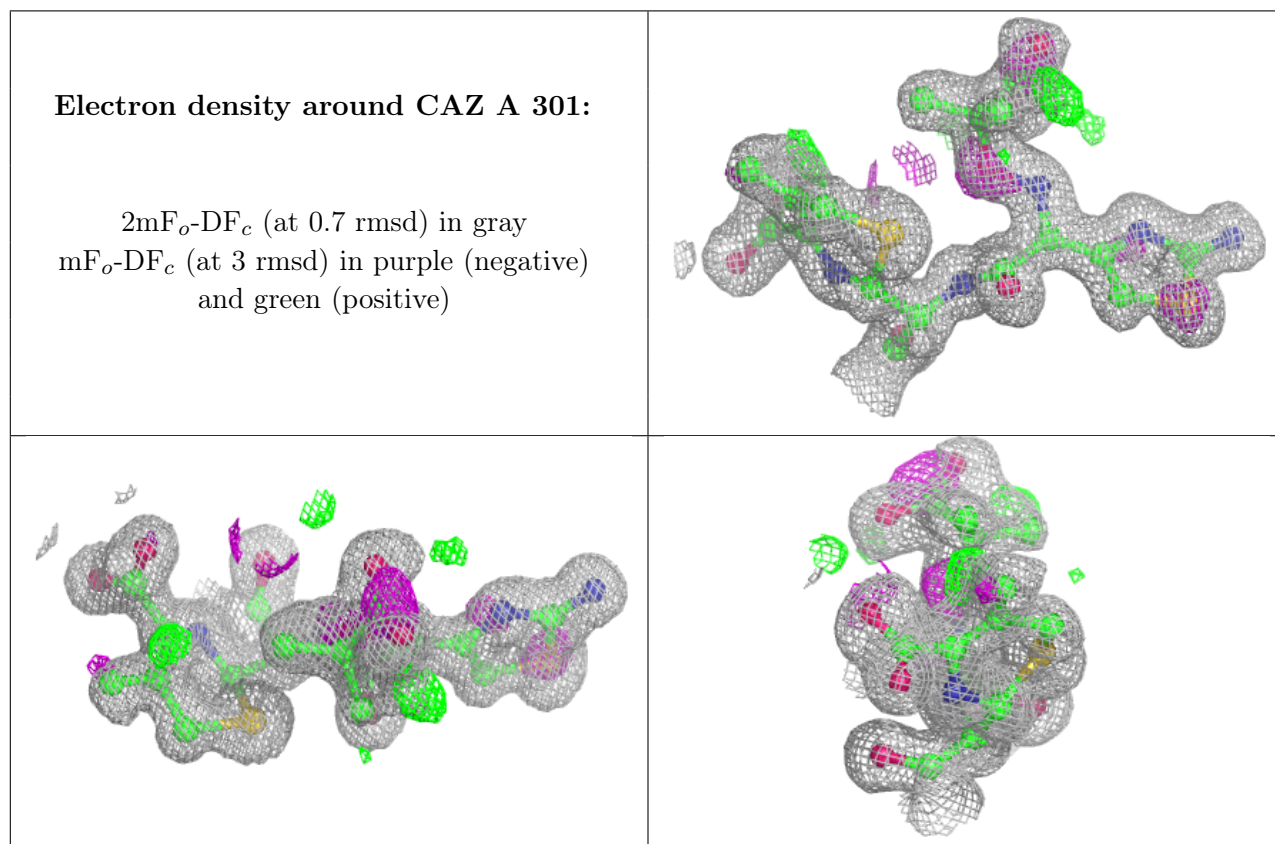 Electron density around CAZ A 301:
2mFₒ-DF𝒸 (at 0.7 rmsd) in gray
mFₒ-DF𝒸 (at 3 rmsd) in purple (negative)
and green (positive)